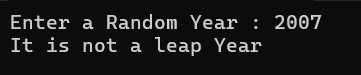 Enter a Random Year : 2007
It is not a leap Year